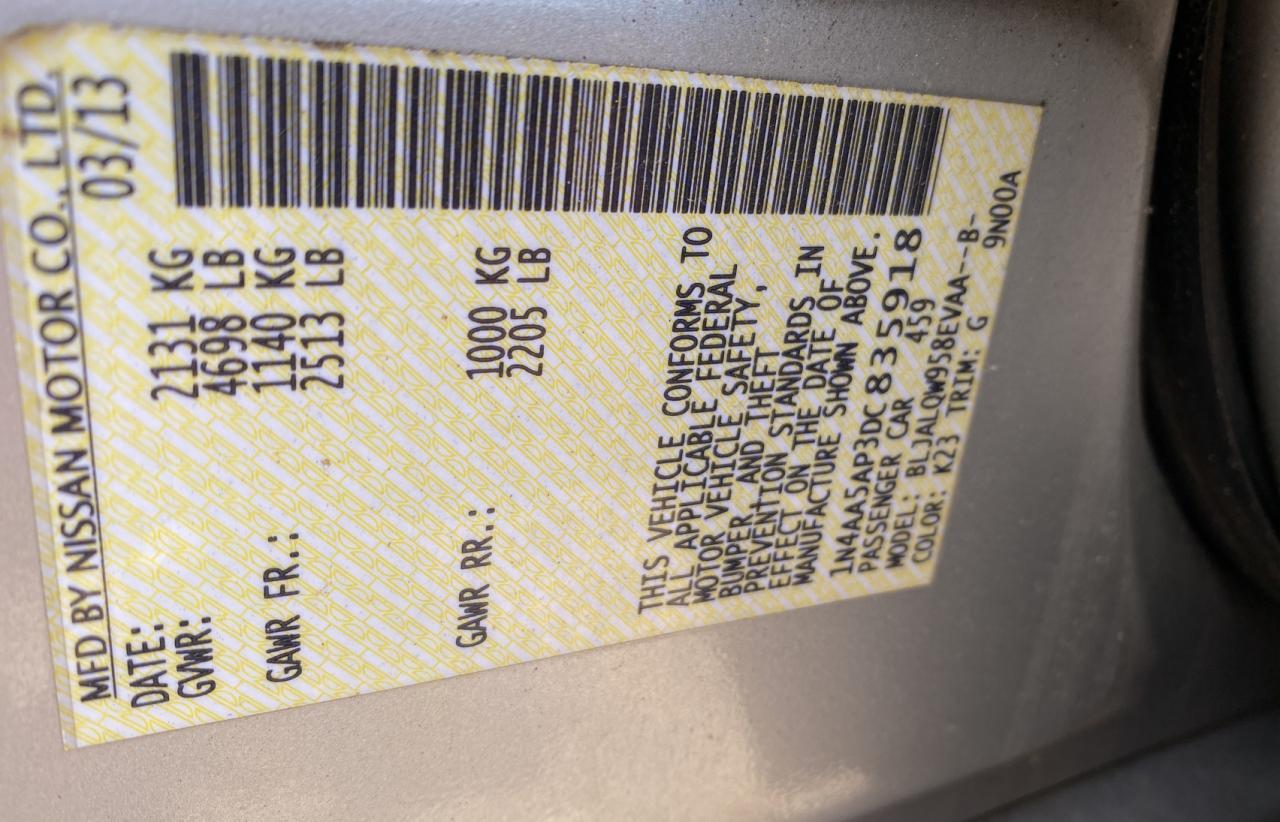 MFD BY NISSAN MOTOR CO., LTD.
DATE: 03/13
GVWR: 2131 KG
4698 LB
GAWR FR.: 1140 KG
2513 LB
GAWR RR.: 1000 KG
2205 LB
THIS VEHICLE CONFORMS TO
ALL APPLICABLE FEDERAL
MOTOR VEHICLE SAFETY,
BUMPER, AND THEFT
PREVENTION STANDARDS IN
EFFECT ON THE DATE OF
MANUFACTURE SHOWN ABOVE.
1N4AA5AP3DC835918
PASSENGER CAR 459
MODEL: BLJALQW958EVAA--B-
COLOR: K23 TRIM: G 9N00A